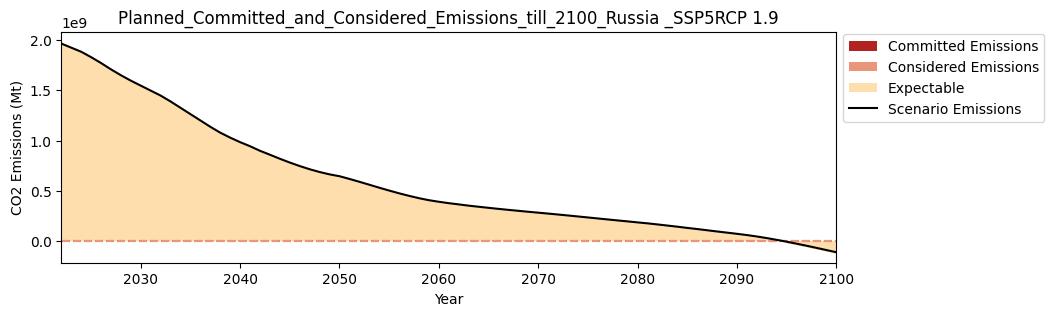 Planned_Committed_and_Considered_Emissions_till_2100_Russia _SSP5RCP 1.9
1e9
2.0
1.5
1.0
0.5
0.0
CO2 Emissions (Mt)
2030 2040 2050 2060 2070 2080 2090 2100
Year
Committed Emissions
Considered Emissions
Expectable
Scenario Emissions